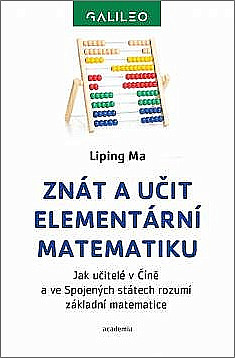 GALILEO
Liping Ma
ZNÁT A UČIT
ELEMENTÁRNÍ
MATEMATIKU
Jak učitelé v Číně
a ve Spojených státech rozumí
základní matematice
academia